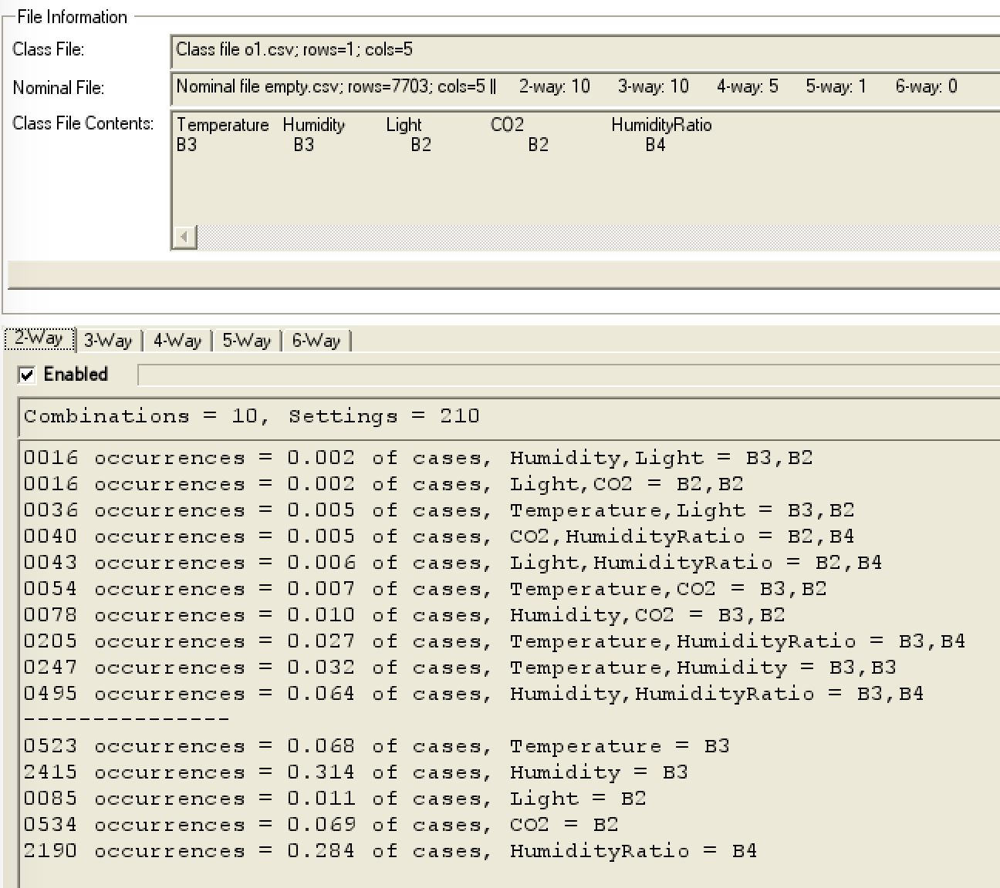 File Information
Class File: Class file o1.csv; rows=1; cols=5
Nominal File: Nominal file empty.csv; rows=7703; cols=5 || 2-way: 10 3-way: 10 4-way: 5 5-way: 1 6-way: 0
Class File Contents: Temperature Humidity Light CO2 HumidityRatio
B3 B3 B2 B2 B4
2-Way 3-Way 4-Way 5-Way 6-Way
Enabled
Combinations = 10, Settings = 210
0016 occurrences = 0.002 of cases, Humidity,Light = B3,B2
0016 occurrences = 0.002 of cases, Light,CO2 = B2,B2
0036 occurrences = 0.005 of cases, Temperature,Light = B3,B2
0040 occurrences = 0.005 of cases, CO2,HumidityRatio = B2,B4
0043 occurrences = 0.006 of cases, Light,HumidityRatio = B2,B4
0054 occurrences = 0.007 of cases, Temperature,CO2 = B3,B2
0078 occurrences = 0.010 of cases, Humidity,CO2 = B3,B2
0205 occurrences = 0.027 of cases, Temperature,HumidityRatio = B3,B4
0247 occurrences = 0.032 of cases, Temperature,Humidity = B3,B3
0495 occurrences = 0.064 of cases, Humidity,HumidityRatio = B3,B4
---------------
0523 occurrences = 0.068 of cases, Temperature = B3
2415 occurrences = 0.314 of cases, Humidity = B3
0085 occurrences = 0.011 of cases, Light = B2
0534 occurrences = 0.069 of cases, CO2 = B2
2190 occurrences = 0.284 of cases, HumidityRatio = B4